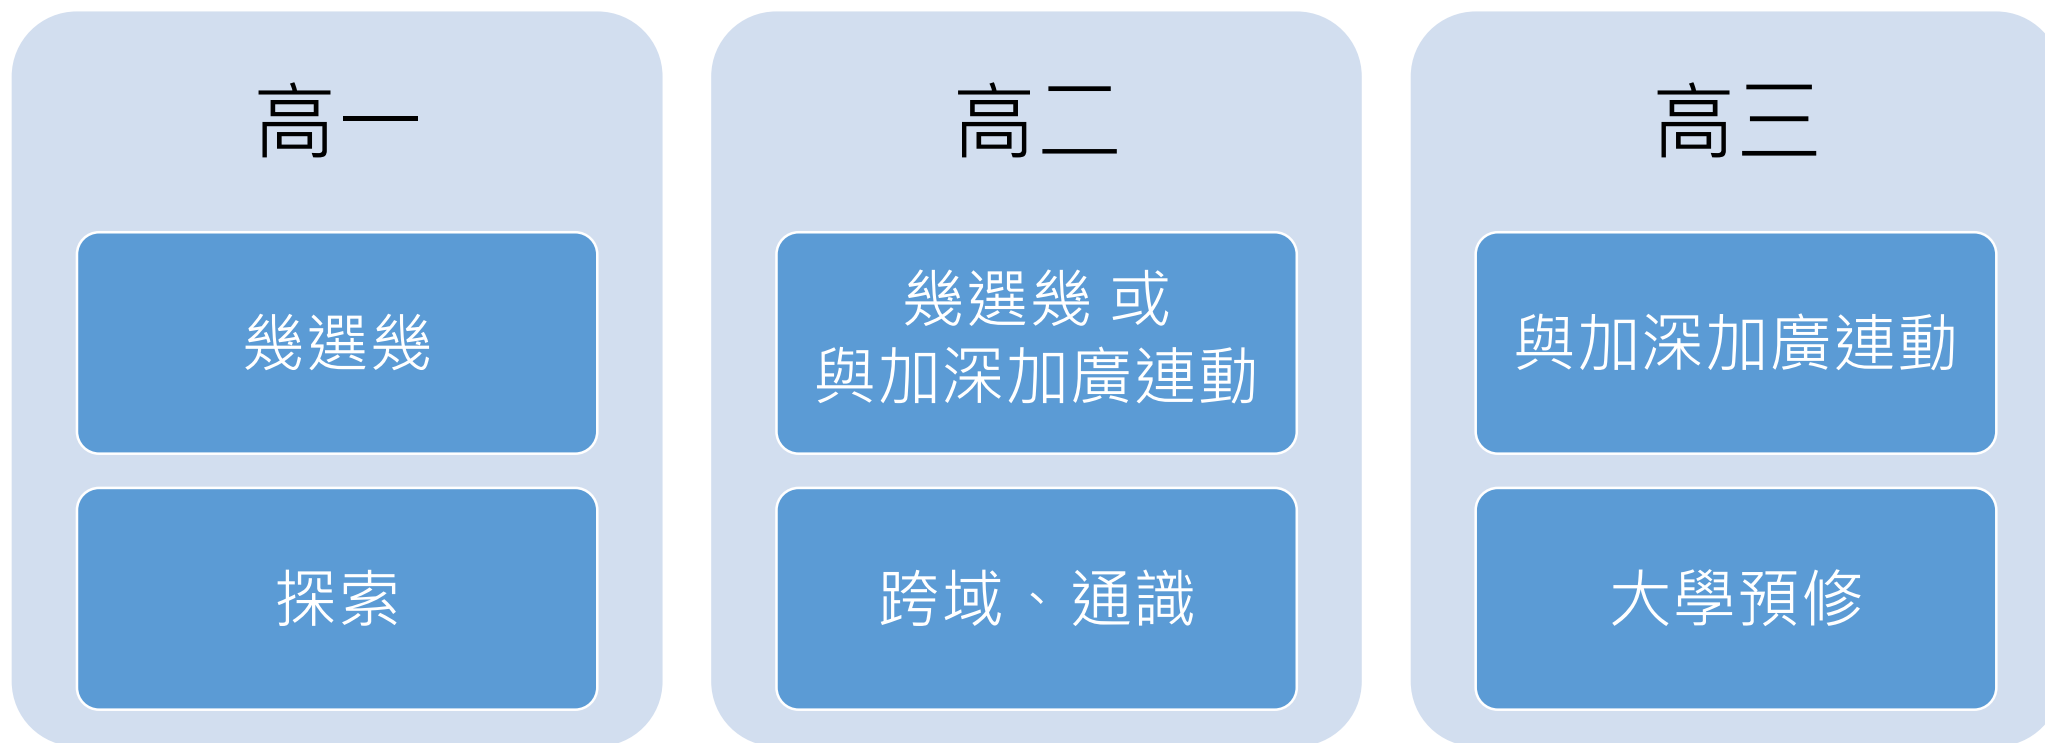 高一
幾選幾
探索
高二
幾選幾 或
與加深加廣連動
跨域、通識
高三
與加深加廣連動
大學預修